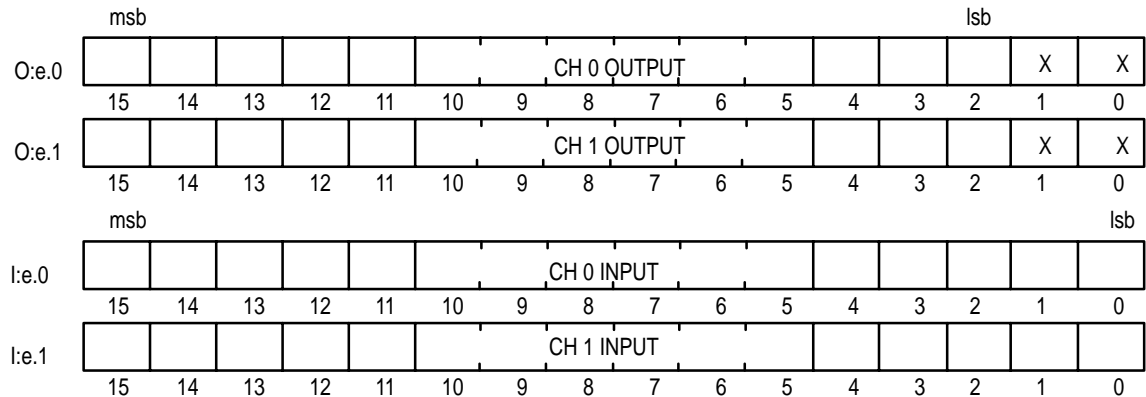 msb lsb
O:e.0 CH 0 OUTPUT X X
15 14 13 12 11 10 9 8 7 6 5 4 3 2 1 0
O:e.1 CH 1 OUTPUT X X
15 14 13 12 11 10 9 8 7 6 5 4 3 2 1 0
msb lsb
I:e.0 CH 0 INPUT
15 14 13 12 11 10 9 8 7 6 5 4 3 2 1 0
I:e.1 CH 1 INPUT
15 14 13 12 11 10 9 8 7 6 5 4 3 2 1 0